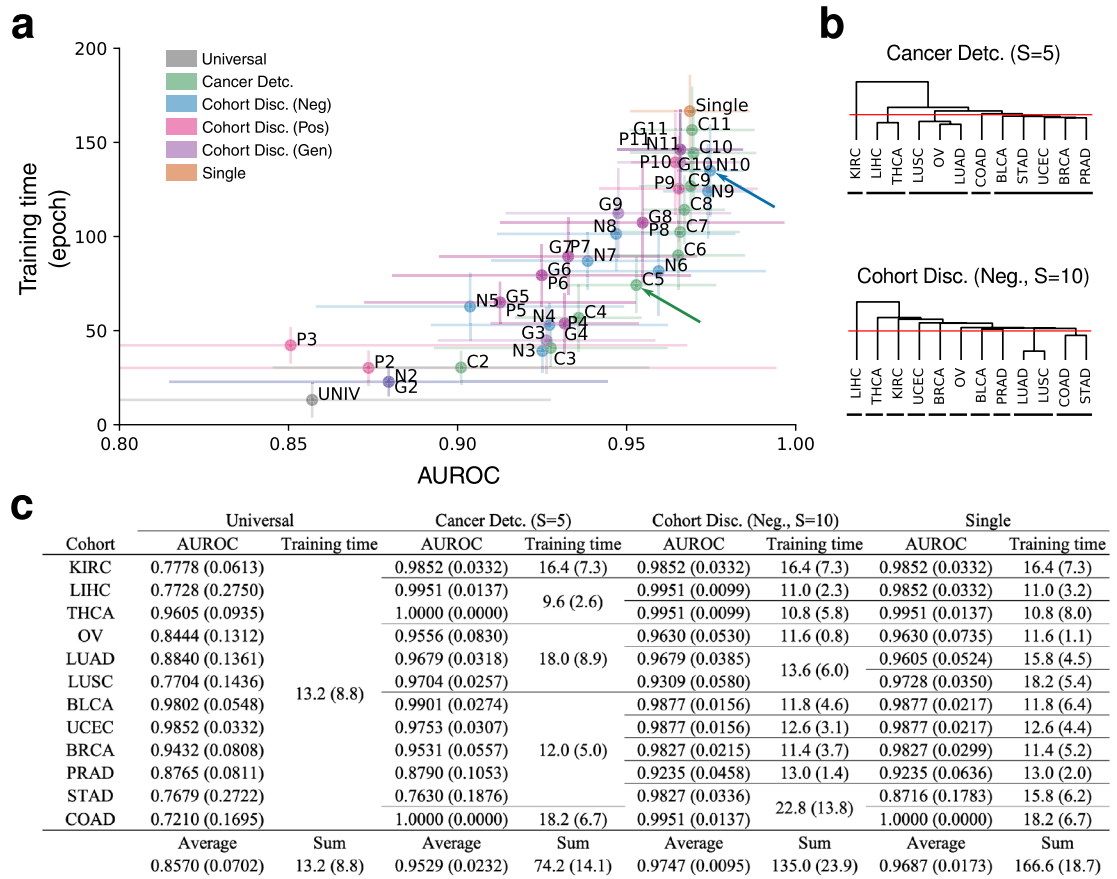 a
200
150
100
50
0
Training time
(epoch)
0.80
0.85
0.90
0.95
1.00
AUROC
Universal
Cancer Detc.
Cohort Disc. (Neg)
Cohort Disc. (Pos)
Cohort Disc. (Gen)
Single
Single
C11
G11
P11
N11
C10
P10
G10
N10
P9
C9
N9
G9
C8
G8
P8
N8
C7
G7
P7
C6
N7
N6
G6
P6
C5
N5
G5
P5
C4
N4
P4
G4
G3
N3
C3
P3
P2
C2
N2
G2
UNIV
b
Cancer Detc. (S=5)
KIRC
LIHC
THCA
LUSC
OV
LUAD
COAD
BLCA
STAD
UCEC
BRCA
PRAD
Cohort Disc. (Neg., S=10)
LIHC
THCA
KIRC
UCEC
BRCA
OV
BLCA
PRAD
LUAD
LUSC
COAD
STAD
c
Universal Cancer Detc. (S=5) Cohort Disc. (Neg., S=10) Single
Cohort AUROC Training time AUROC Training time AUROC Training time AUROC Training time
KIRC 0.7778 (0.0613) 0.9852 (0.0332) 16.4 (7.3) 0.9852 (0.0332) 16.4 (7.3) 0.9852 (0.0332) 16.4 (7.3)
LIHC 0.7728 (0.2750) 0.9951 (0.0137) 9.6 (2.6) 0.9951 (0.0099) 11.0 (2.3) 0.9852 (0.0332) 11.0 (3.2)
THCA 0.9605 (0.0935) 1.0000 (0.0000) 0.9951 (0.0099) 10.8 (5.8) 0.9951 (0.0137) 10.8 (8.0)
OV 0.8444 (0.1312) 0.9556 (0.0830) 0.9630 (0.0530) 11.6 (0.8) 0.9630 (0.0735) 11.6 (1.1)
LUAD 0.8840 (0.1361) 0.9679 (0.0318) 18.0 (8.9) 0.9679 (0.0385) 13.6 (6.0) 0.9605 (0.0524) 15.8 (4.5)
LUSC 0.7704 (0.1436) 13.2 (8.8) 0.9704 (0.0257) 0.9309 (0.0580) 0.9728 (0.0350) 18.2 (5.4)
BLCA 0.9802 (0.0548) 0.9901 (0.0274) 0.9877 (0.0156) 11.8 (4.6) 0.9877 (0.0217) 11.8 (6.4)
UCEC 0.9852 (0.0332) 0.9753 (0.0307) 0.9877 (0.0156) 12.6 (3.1) 0.9877 (0.0217) 12.6 (4.4)
BRCA 0.9432 (0.0808) 0.9531 (0.0557) 12.0 (5.0) 0.9827 (0.0215) 11.4 (3.7) 0.9827 (0.0299) 11.4 (5.2)
PRAD 0.8765 (0.0811) 0.8790 (0.1053) 0.9235 (0.0458) 13.0 (1.4) 0.9235 (0.0636) 13.0 (2.0)
STAD 0.7679 (0.2722) 0.7630 (0.1876) 0.9827 (0.0336) 22.8 (13.8) 0.8716 (0.1783) 15.8 (6.2)
COAD 0.7210 (0.1695) 1.0000 (0.0000) 18.2 (6.7) 0.9951 (0.0137) 1.0000 (0.0000) 18.2 (6.7)
Average Sum Average Sum Average Sum Average Sum
0.8570 (0.0702) 13.2 (8.8) 0.9529 (0.0232) 74.2 (14.1) 0.9747 (0.0095) 135.0 (23.9) 0.9687 (0.0173) 166.6 (18.7)